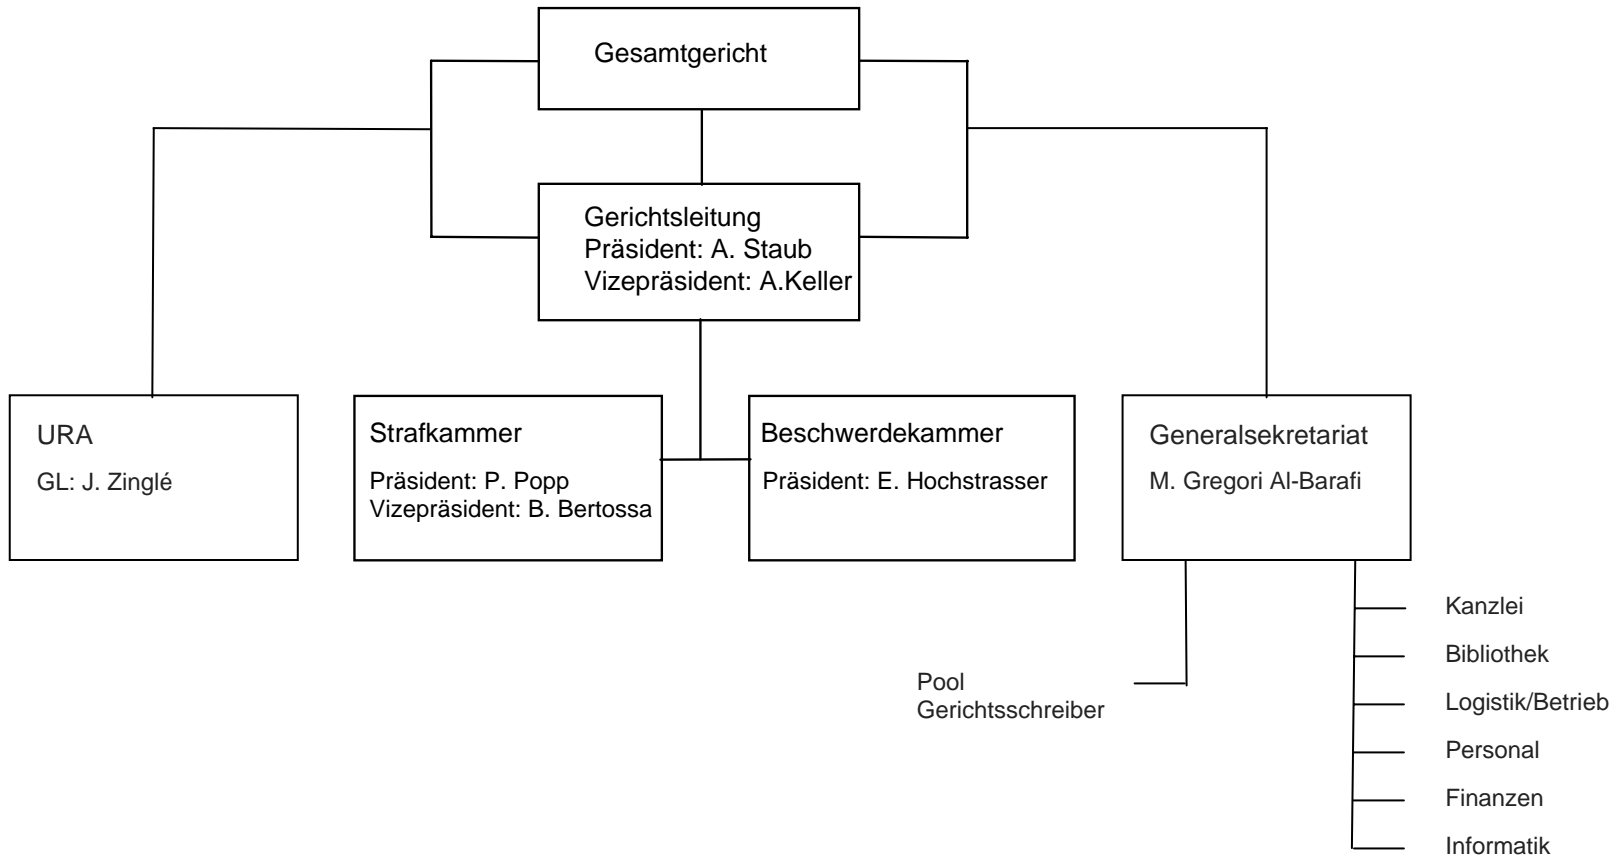 Gesamtgericht
Gerichtsleitung
Präsident: A. Staub
Vizepräsident: A.Keller
URA
GL: J. Zinglé
Strafkammer
Präsident: P. Popp
Vizepräsident: B. Bertossa
Beschwerdekammer
Präsident: E. Hochstrasser
Generalsekretariat
M. Gregori Al-Barafi
Pool
Gerichtsschreiber
Kanzlei
Bibliothek
Logistik/Betrieb
Personal
Finanzen
Informatik